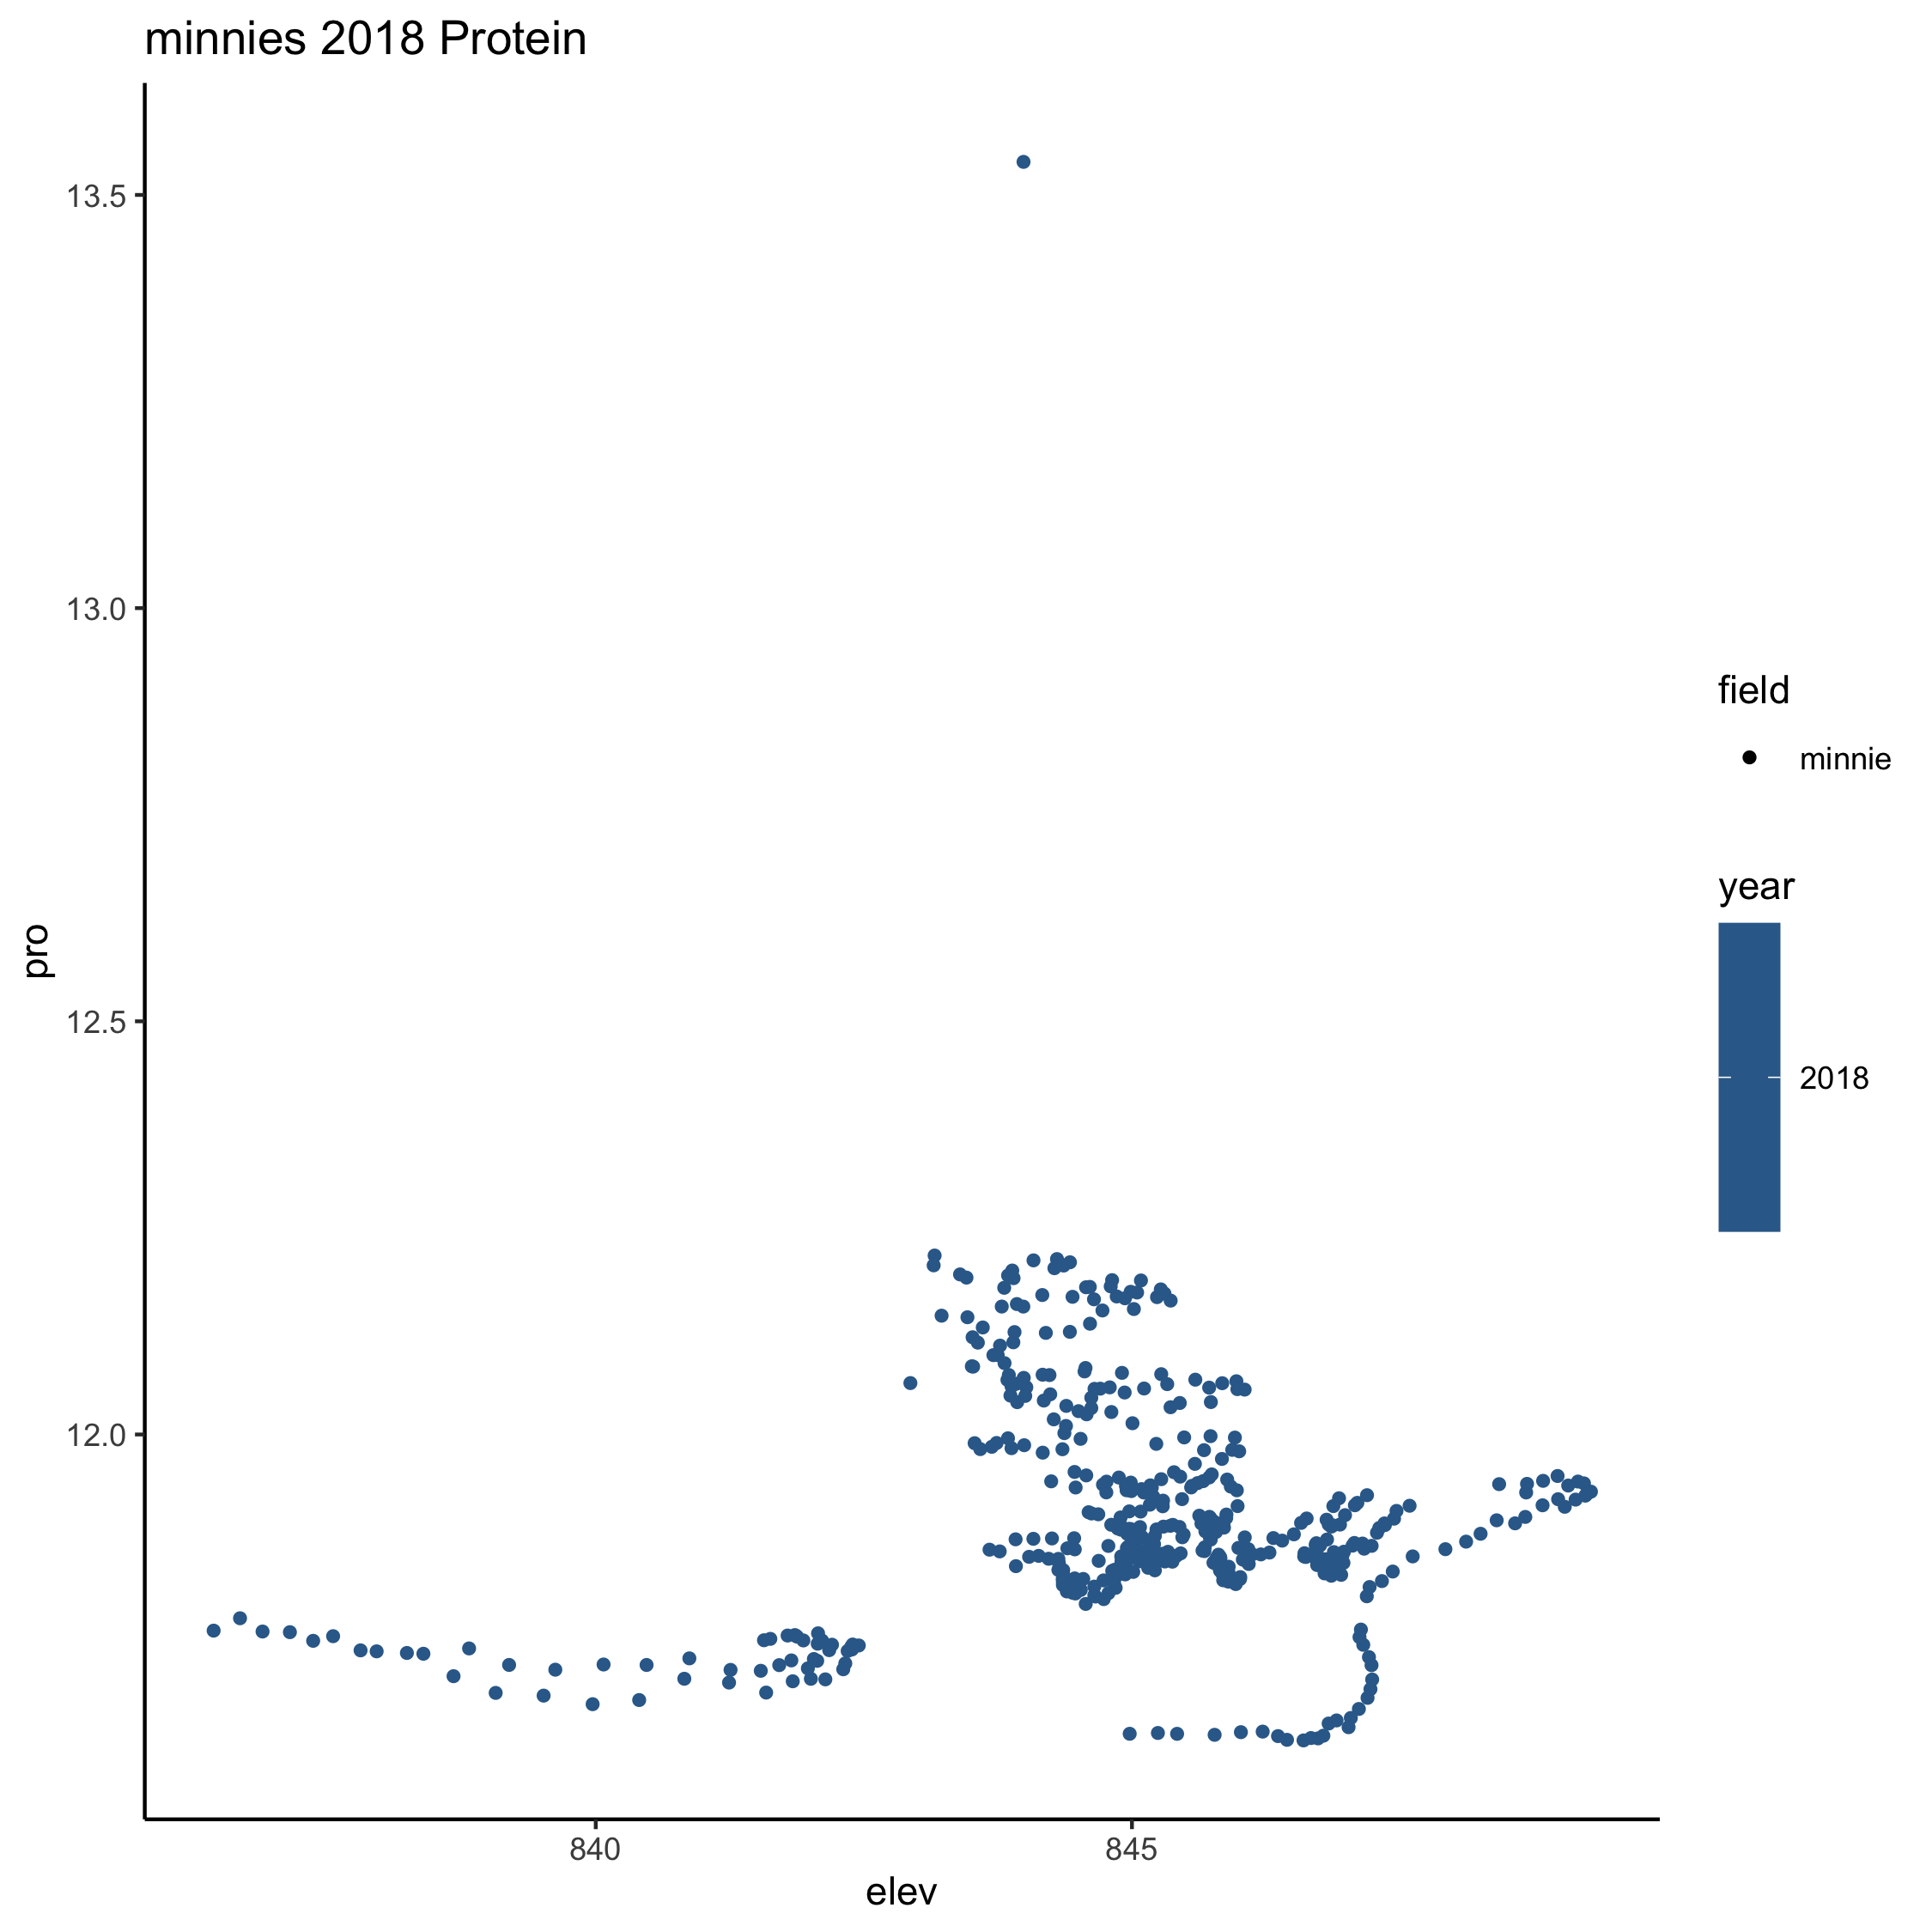 minnies 2018 Protein
13.5
13.0
12.5
12.0
pro
840
845
elev
field
minnie
year
2018